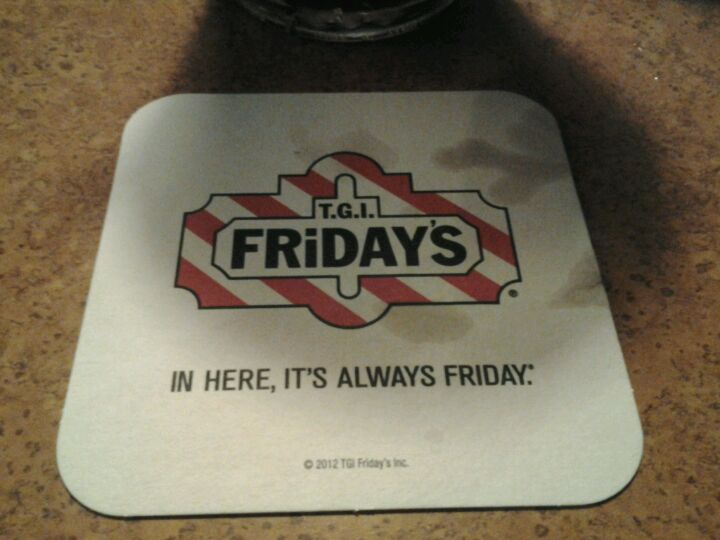 T.G.I.
FRiDAY'S
IN HERE, IT'S ALWAYS FRIDAY.®
© 2012 TGI Friday's Inc.